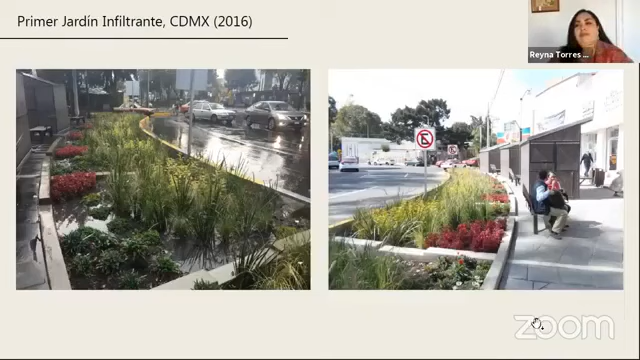 Primer Jardín Infiltrante, CDMX (2016)
Reyna Torres ...
zoom